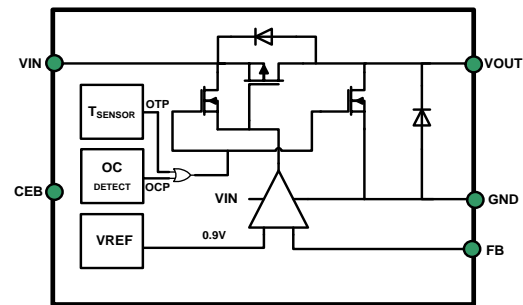 VIN
VOUT
TSENSOR
OTP
OC
DETECT
OCP
CEB
VIN
GND
VREF
0.9V
FB